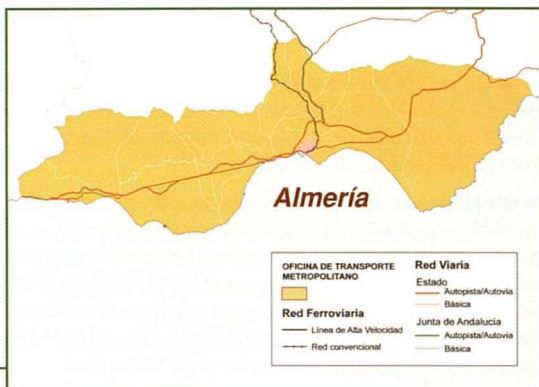 Almería
OFICINA DE TRANSPORTE
METROPOLITANO
Red Ferroviaria
Línea de Alta Velocidad
Red convencional
Red Viaria
Estado
Autopista/Autovía
Básica
Junta de Andalucía
Autopista/Autovía
Básica